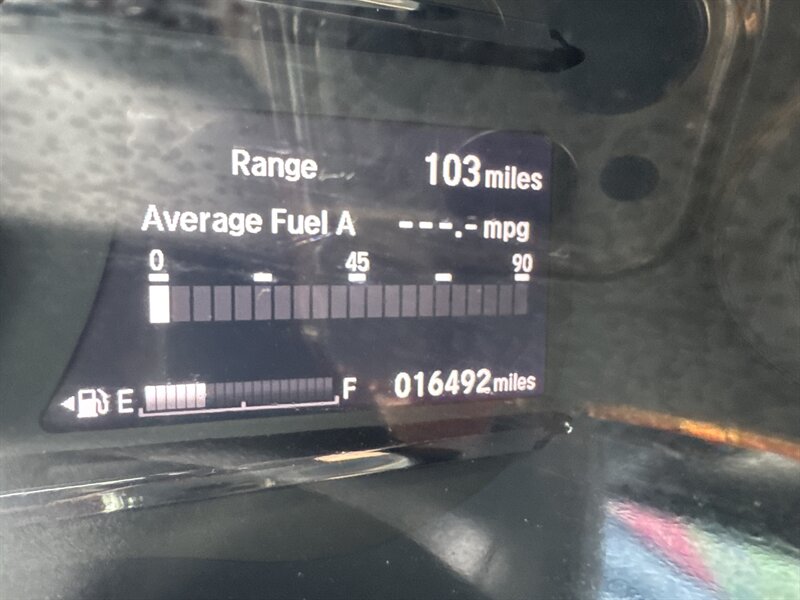 Range 103 miles
Average Fuel A ---.- mpg
0 45 90
E F 016492 miles